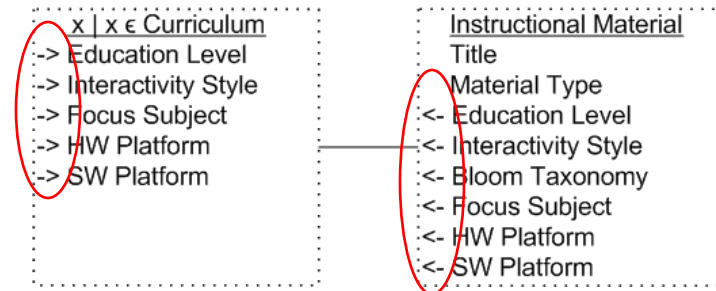 x | x ϵ Curriculum
-> Education Level
-> Interactivity Style
-> Focus Subject
-> HW Platform
-> SW Platform
Instructional Material
Title
Material Type
<- Education Level
<- Interactivity Style
<- Bloom Taxonomy
<- Focus Subject
<- HW Platform
<- SW Platform